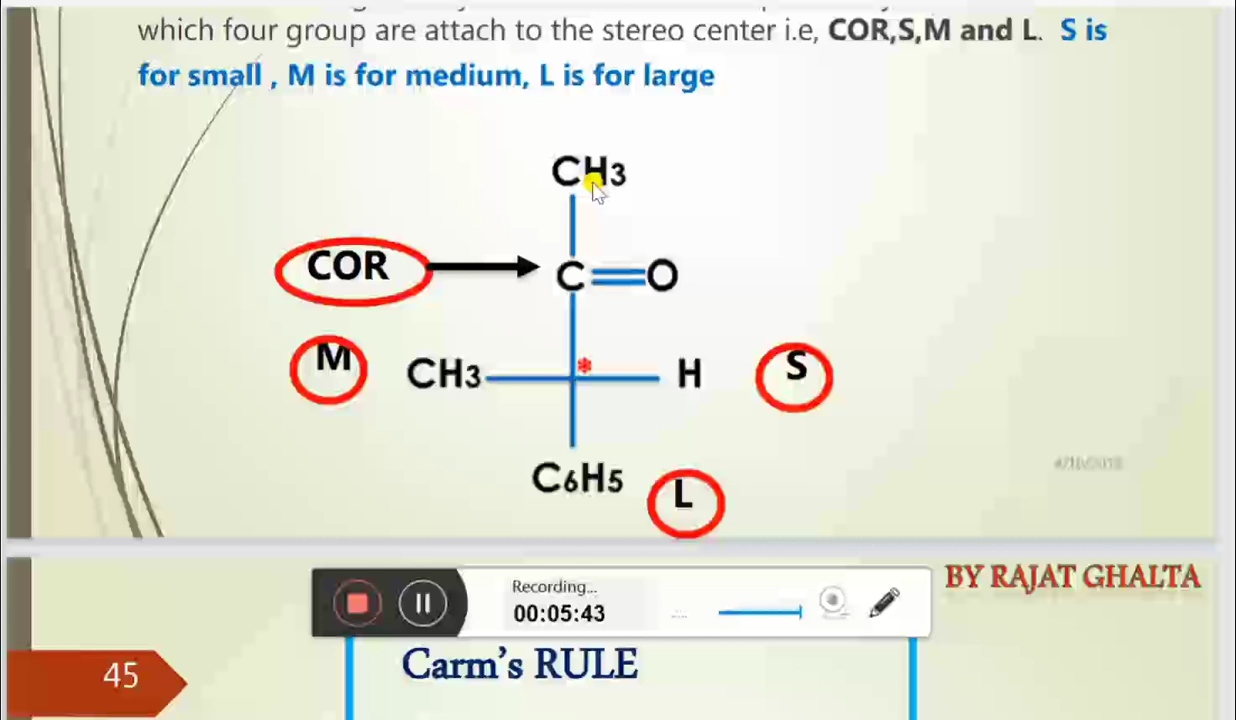 which four group are attach to the stereo center i.e, COR,S,M and L. S is
for small , M is for medium, L is for large
CH3
COR
C
O
M
CH3
*
H
S
C6H5
L
BY RAJAT GHALTA
Recording...
00:05:43
Carm's RULE
45